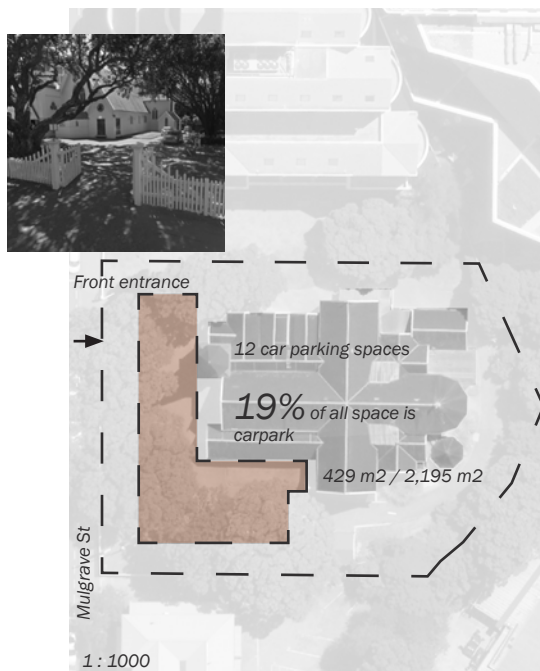 Front entrance
12 car parking spaces
19% of all space is
carpark
429 m2 / 2,195 m2
Mulgrave St
1 : 1000